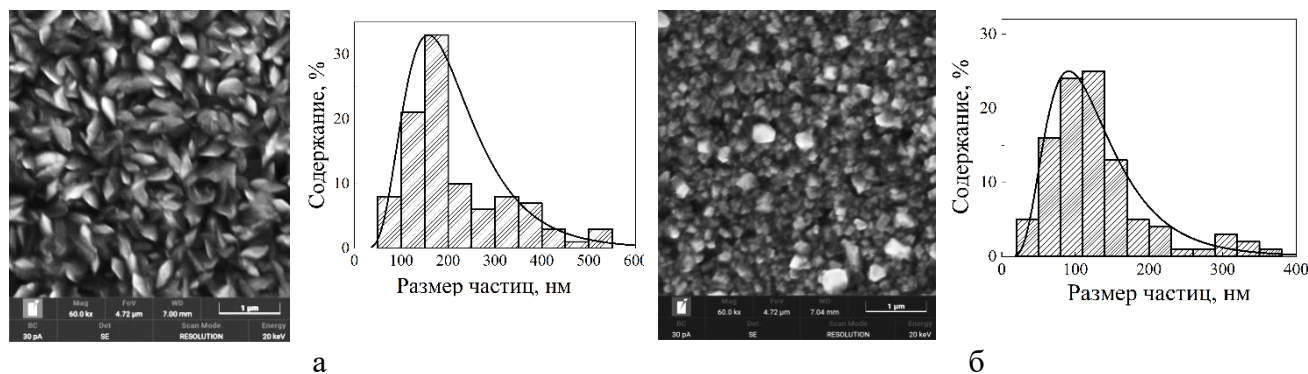 Содержание, %
30
20
10
0
0 100 200 300 400 500 600
Размер частиц, нм
Mag FoV WD
60.0 kx 4.72 μm 7.00 mm 1 μm
BC Det Scan Mode Energy
30 pA SE RESOLUTION 20 keV
а
Содержание, %
30
20
10
0
0 100 200 300 400
Размер частиц, нм
Mag FoV WD
60.0 kx 4.72 μm 7.04 mm 1 μm
BC Det Scan Mode Energy
30 pA SE RESOLUTION 20 keV
б